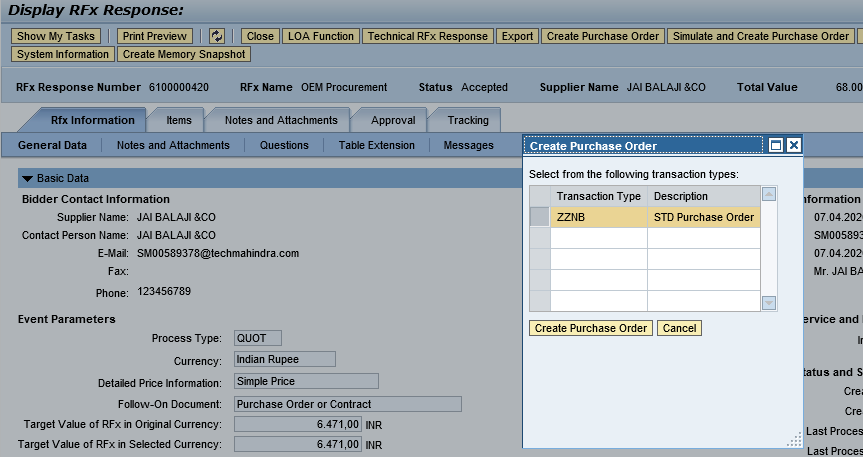 Display RFx Response:
Show My Tasks Print Preview Close LOA Function Technical RFx Response Export Create Purchase Order Simulate and Create Purchase Order
System Information Create Memory Snapshot
RFx Response Number 6100000420 RFx Name OEM Procurement Status Accepted Supplier Name JAI BALAJI &CO Total Value 68.00
Rfx Information Items Notes and Attachments Approval Tracking
General Data Notes and Attachments Questions Table Extension Messages
Basic Data
Bidder Contact Information
Supplier Name: JAI BALAJI &CO
Contact Person Name: JAI BALAJI &CO
E-Mail: SM00589378@techmahindra.com
Fax:
Phone: 123456789
Event Parameters
Process Type: QUOT
Currency: Indian Rupee
Detailed Price Information: Simple Price
Follow-On Document: Purchase Order or Contract
Target Value of RFx in Original Currency: 6.471,00 INR
Target Value of RFx in Selected Currency: 6.471,00 INR
Create Purchase Order
Select from the following transaction types:
Transaction Type Description
ZZNB STD Purchase Order
Create Purchase Order Cancel
07.04.202
SM00589
07.04.202
Mr. JAI BA
ervice and
tatus and S
Crea
Cre
Last Proces
Last Proces